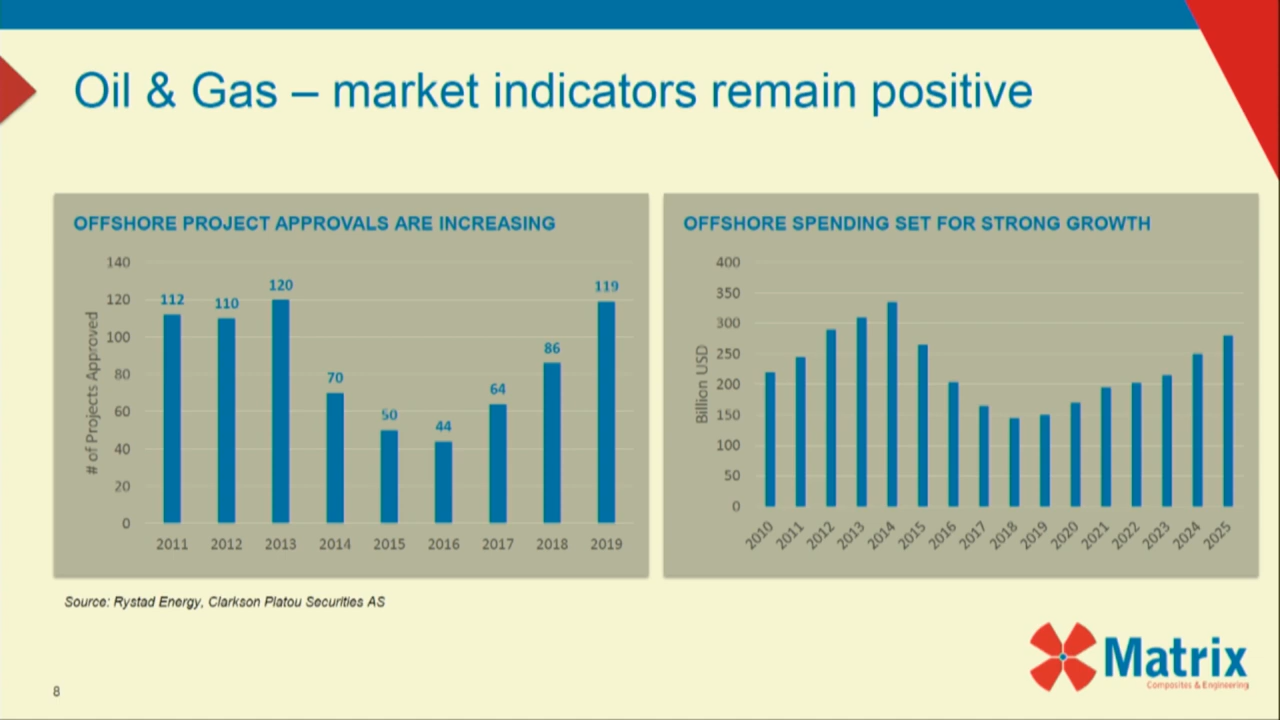 Oil & Gas – market indicators remain positive
OFFSHORE PROJECT APPROVALS ARE INCREASING
# of Projects Approved
140
120
100
80
60
40
20
0
112
110
120
70
50
44
64
86
119
2011 2012 2013 2014 2015 2016 2017 2018 2019
OFFSHORE SPENDING SET FOR STRONG GROWTH
Billion USD
400
350
300
250
200
150
100
50
0
2010 2011 2012 2013 2014 2015 2016 2017 2018 2019 2020 2021 2022 2023 2024 2025
Source: Rystad Energy, Clarkson Platou Securities AS
Matrix
Composites & Engineering
8